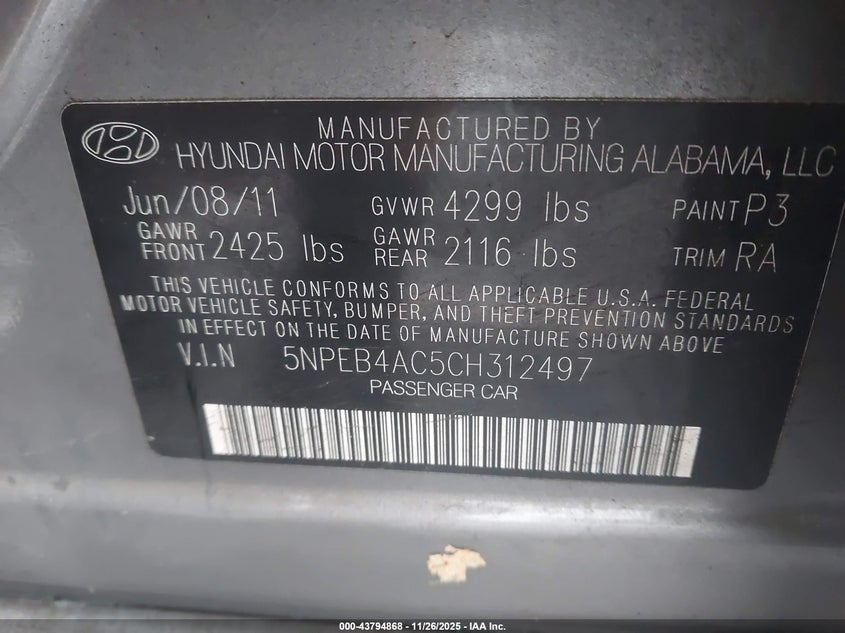 MANUFACTURED BY
HYUNDAI MOTOR MANUFACTURING ALABAMA, LLC
Jun/08/11 GVWR 4299 lbs PAINT P3
GAWR FRONT 2425 lbs GAWR REAR 2116 lbs TRIM RA
THIS VEHICLE CONFORMS TO ALL APPLICABLE U.S.A. FEDERAL
MOTOR VEHICLE SAFETY, BUMPER, AND THEFT PREVENTION STANDARDS
IN EFFECT ON THE DATE OF MANUFACTURE SHOWN ABOVE
V.I.N 5NPEB4AC5CH312497
PASSENGER CAR
000-43794868 - 11/26/2025 - IAA Inc.